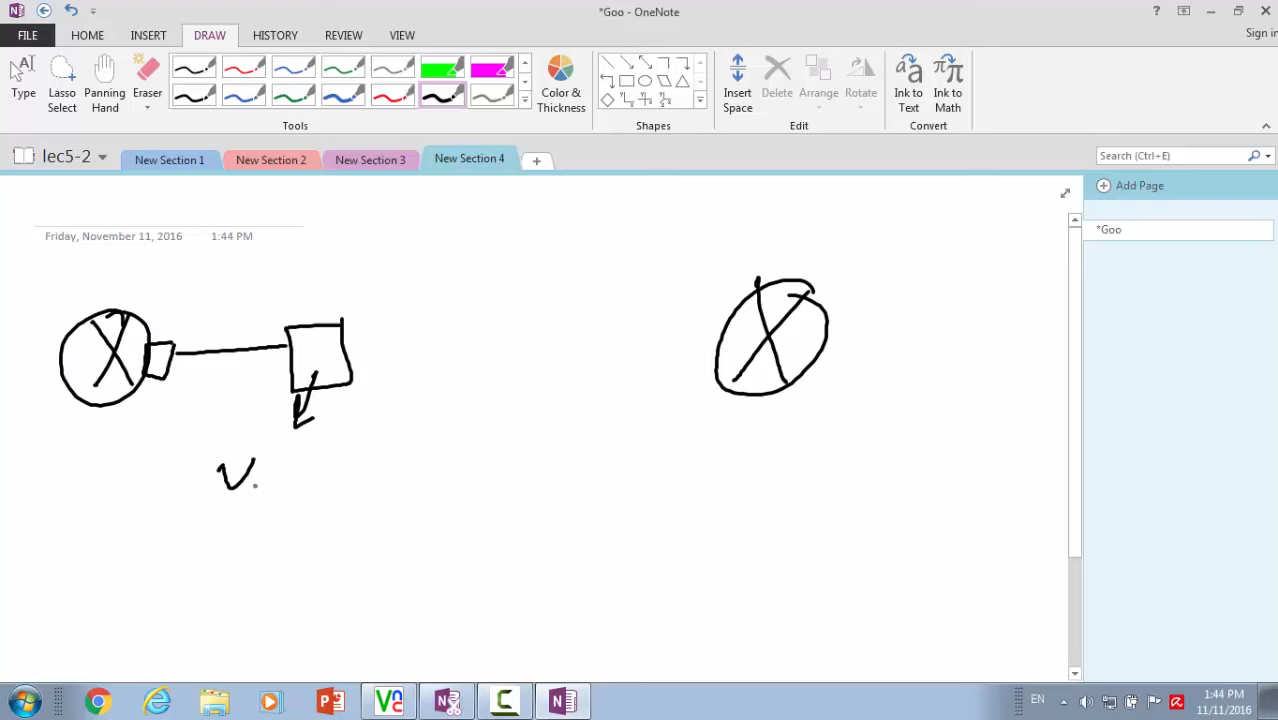 *Goo - OneNote
?
FILE HOME INSERT DRAW HISTORY REVIEW VIEW
Sign in
Type
Lasso Select
Panning Hand
Eraser
Color & Thickness
Insert Space
Delete
Arrange
Rotate
Ink to Text
Ink to Math
Tools Shapes Edit Convert
lec5-2 New Section 1 New Section 2 New Section 3 New Section 4 +
Search (Ctrl+E)
Add Page
*Goo
Friday, November 11, 2016 1:44 PM
V
EN
1:44 PM
11/11/2016